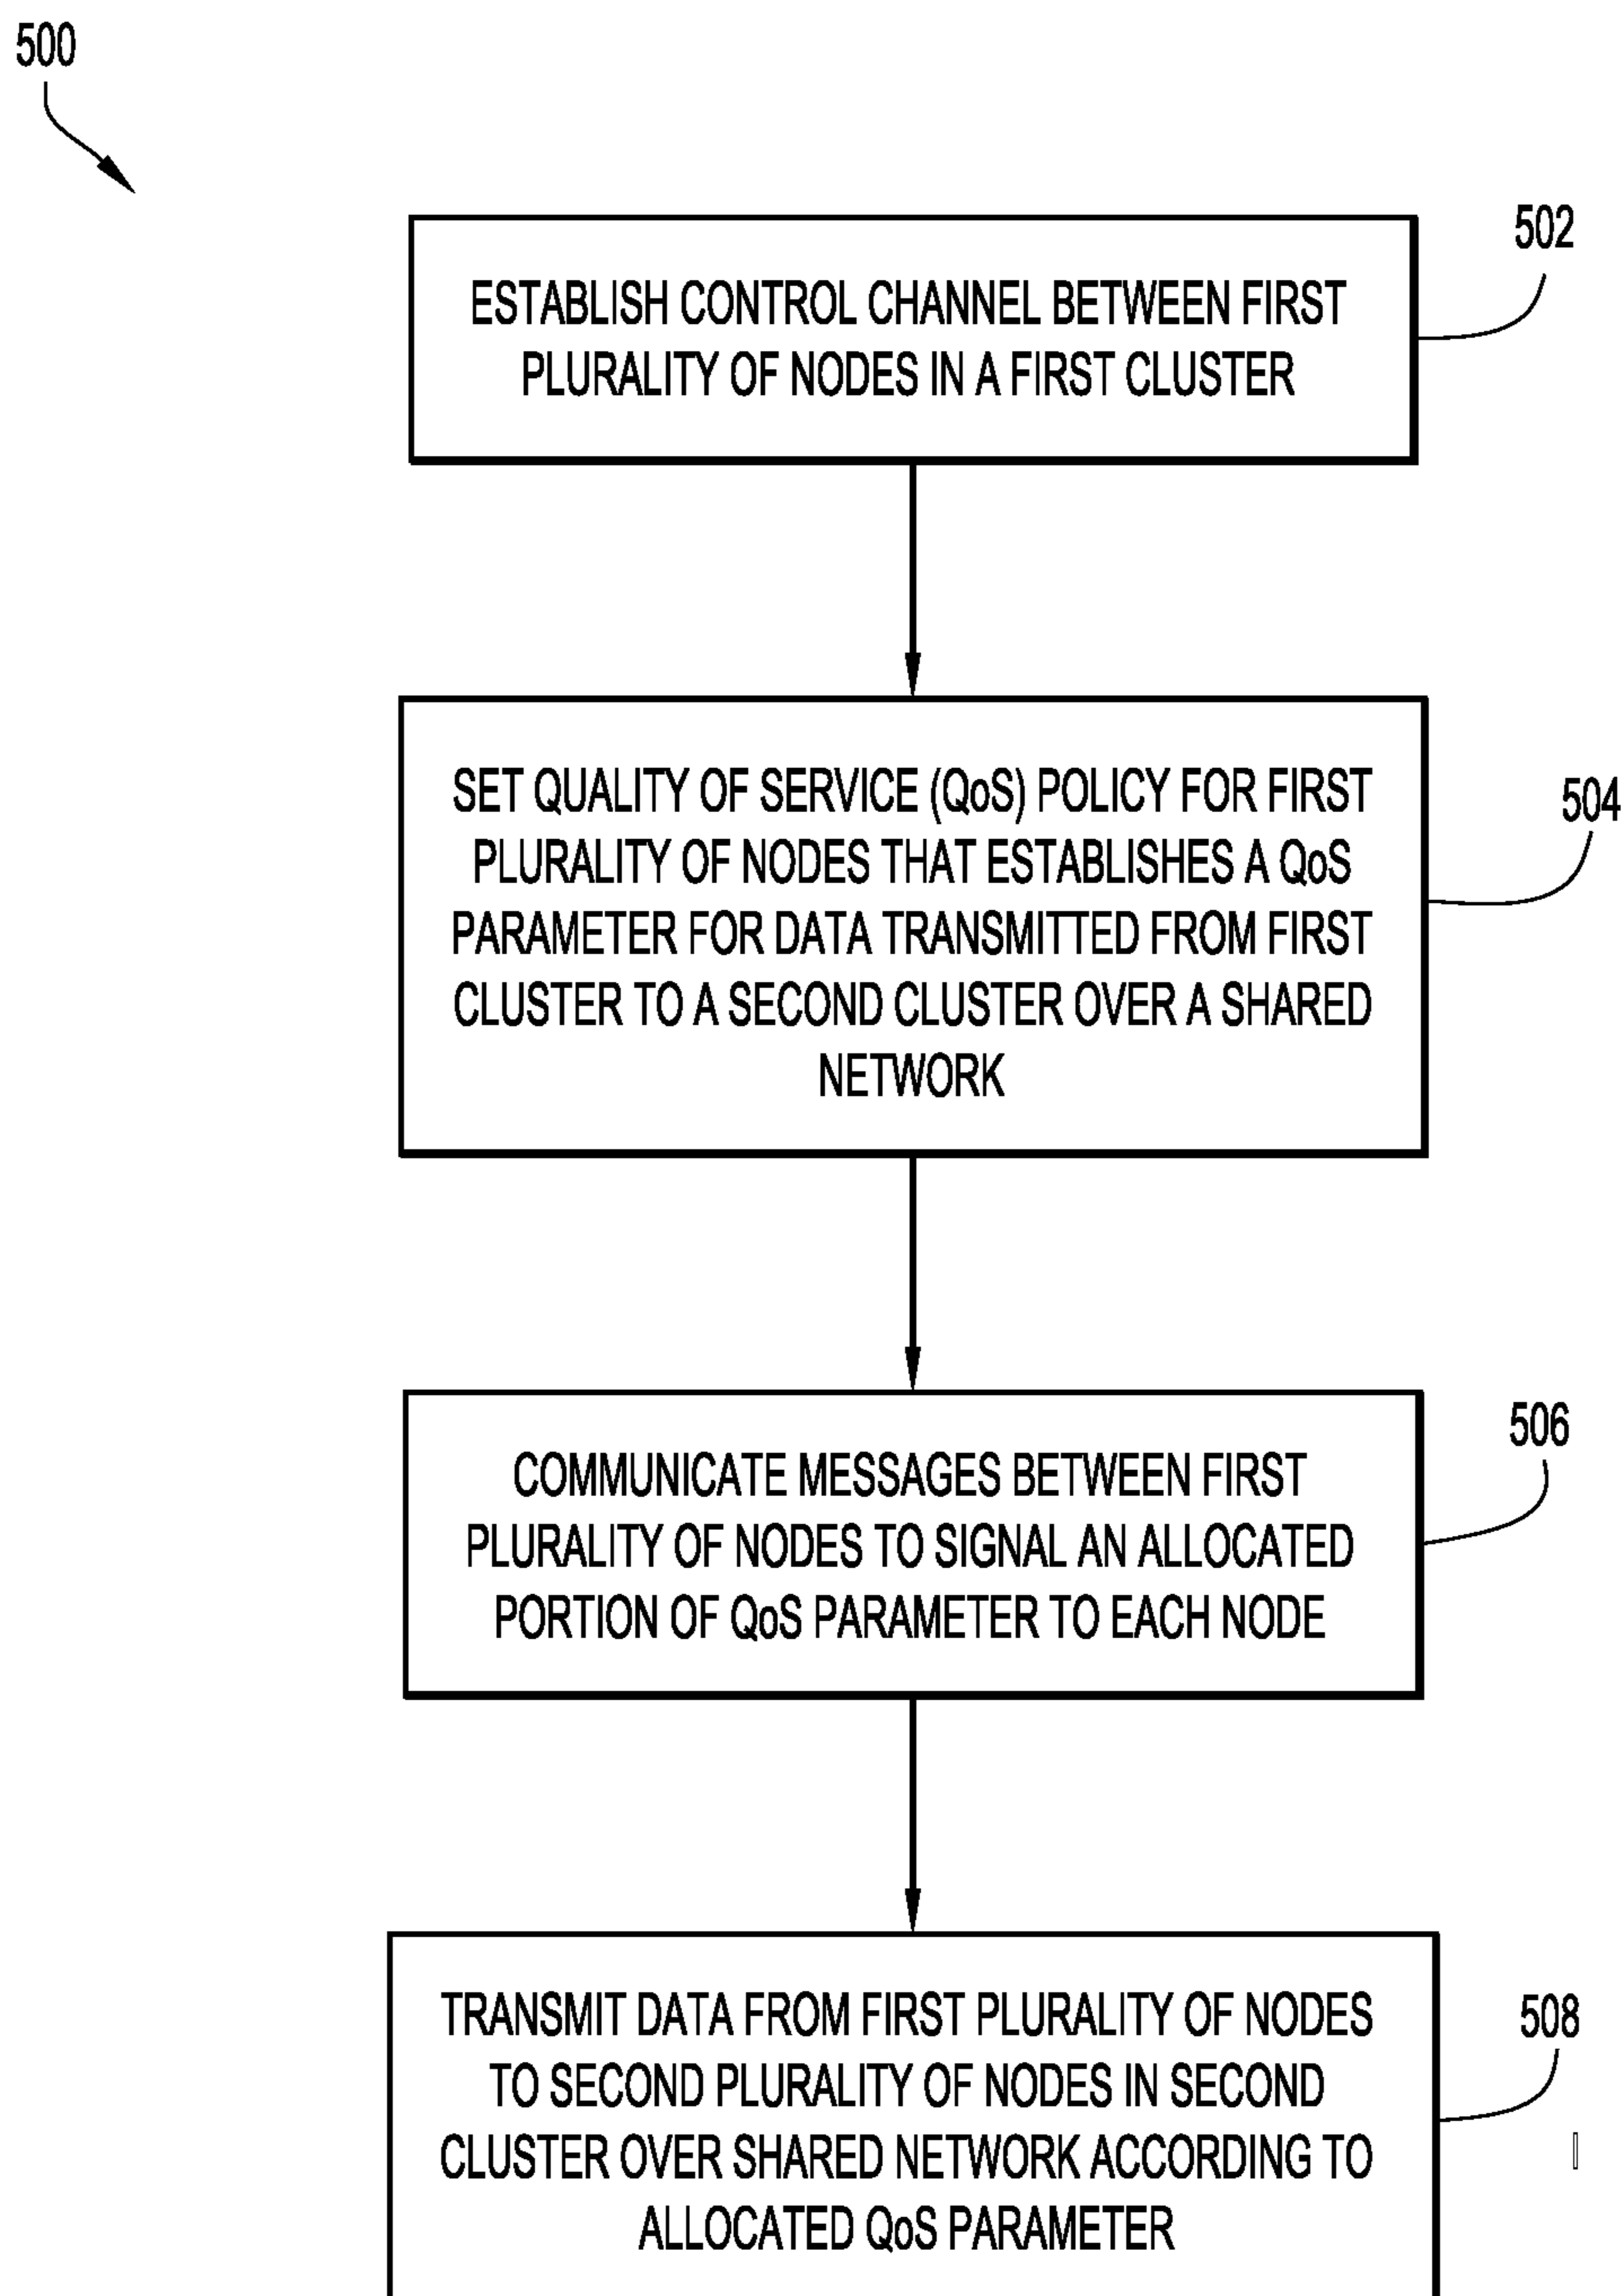 500
502
ESTABLISH CONTROL CHANNEL BETWEEN FIRST
PLURALITY OF NODES IN A FIRST CLUSTER
504
SET QUALITY OF SERVICE (QoS) POLICY FOR FIRST
PLURALITY OF NODES THAT ESTABLISHES A QoS
PARAMETER FOR DATA TRANSMITTED FROM FIRST
CLUSTER TO A SECOND CLUSTER OVER A SHARED
NETWORK
506
COMMUNICATE MESSAGES BETWEEN FIRST
PLURALITY OF NODES TO SIGNAL AN ALLOCATED
PORTION OF QoS PARAMETER TO EACH NODE
508
TRANSMIT DATA FROM FIRST PLURALITY OF NODES
TO SECOND PLURALITY OF NODES IN SECOND
CLUSTER OVER SHARED NETWORK ACCORDING TO
ALLOCATED QoS PARAMETER